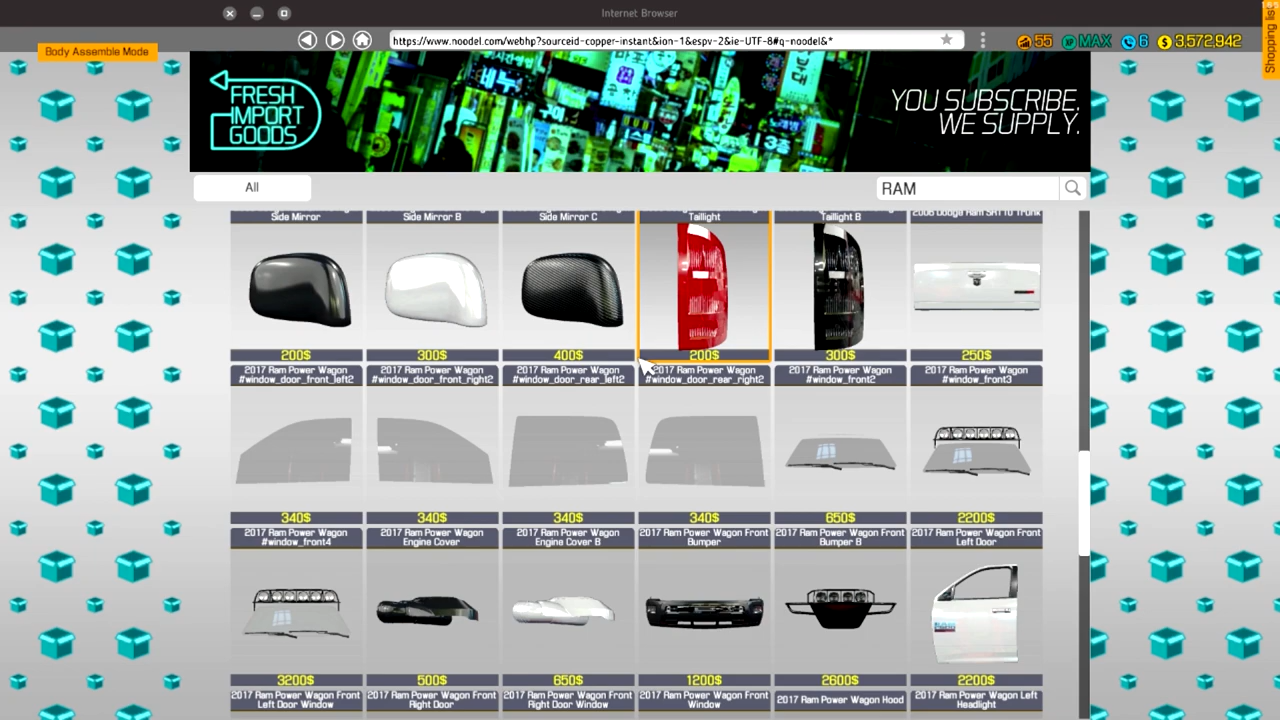 Internet Browser
Shopping list
Body Assemble Mode
https://www.noodel.com/webhp?sourceid-copper-instant&ion-1&espv-2&ie-UTF-8#q-noodel&*
55
XP MAX
6
$ 3,572,942
FRESH
IMPORT
GOODS
YOU SUBSCRIBE.
WE SUPPLY.
All
RAM
Side Mirror
Side Mirror B
Side Mirror C
Taillight
Taillight B
2006 Dodge Ram SRT10 Trunk
200$
300$
400$
200$
300$
250$
2017 Ram Power Wagon
#window_door_front_left2
2017 Ram Power Wagon
#window_door_front_right2
2017 Ram Power Wagon
#window_door_rear_left2
2017 Ram Power Wagon
#window_door_rear_right2
2017 Ram Power Wagon
#window_front2
2017 Ram Power Wagon
#window_front3
340$
340$
340$
340$
650$
2200$
2017 Ram Power Wagon
#window_front4
2017 Ram Power Wagon
Engine Cover
2017 Ram Power Wagon
Engine Cover B
2017 Ram Power Wagon Front
Bumper
2017 Ram Power Wagon Front
Bumper B
2017 Ram Power Wagon Front
Left Door
3200$
500$
650$
1200$
2600$
2200$
2017 Ram Power Wagon Front
Left Door Window
2017 Ram Power Wagon Front
Right Door
2017 Ram Power Wagon Front
Right Door Window
2017 Ram Power Wagon Front
Window
2017 Ram Power Wagon Hood
2017 Ram Power Wagon Left
Headlight